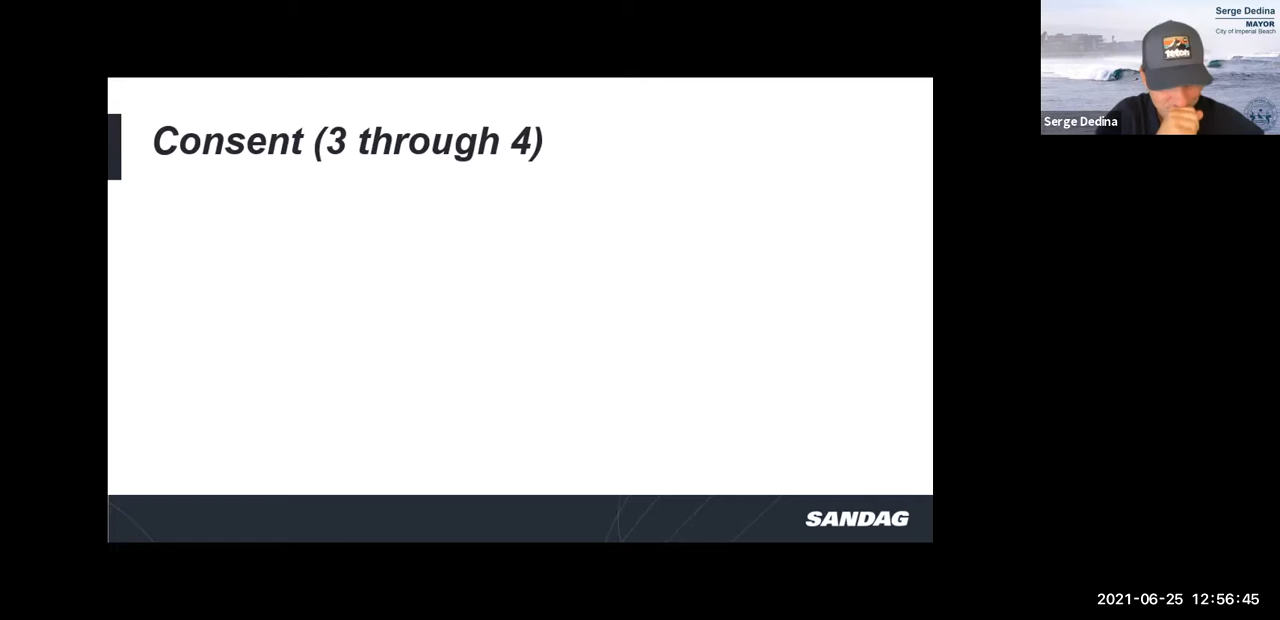 Serge Dedina
MAYOR
City of Imperial Beach
teton
Serge Dedina
Consent (3 through 4)
SANDAG
2021-06-25 12:56:45